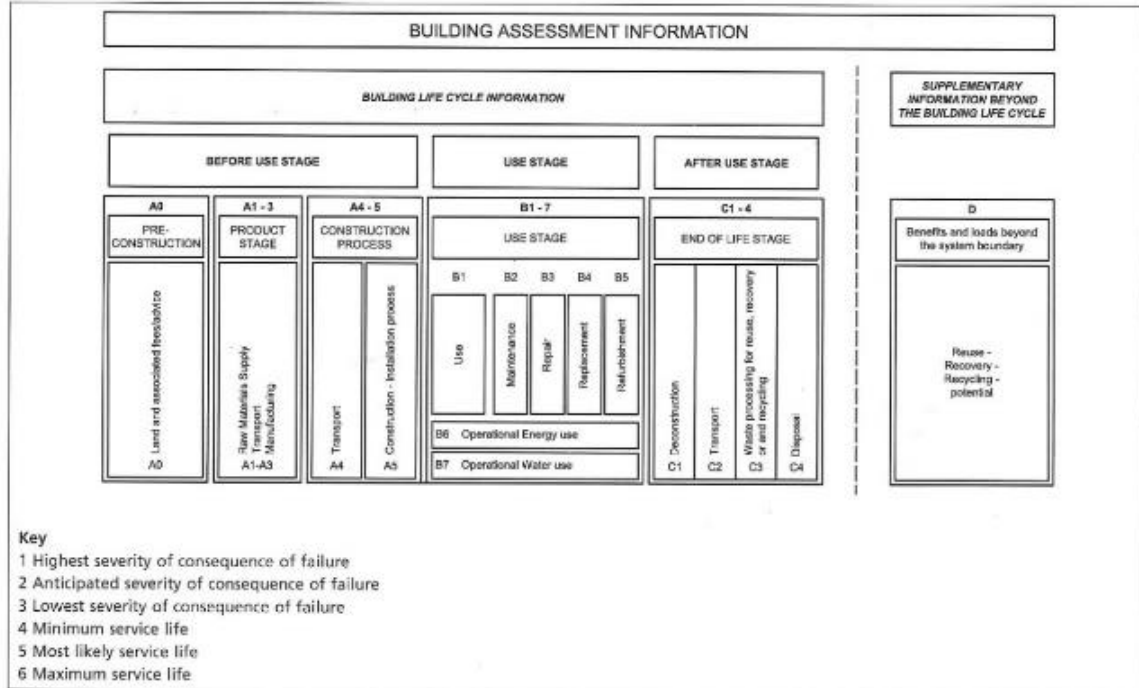 BUILDING ASSESSMENT INFORMATION
BUILDING LIFE CYCLE INFORMATION
SUPPLEMENTARY
INFORMATION BEYOND
THE BUILDING LIFE CYCLE
BEFORE USE STAGE
USE STAGE
AFTER USE STAGE
A0
PRE-
CONSTRUCTION
Land and associated fees/advice
A0
A1 - 3
PRODUCT
STAGE
Raw Materials Supply
Transport
Manufacturing
A1-A3
A4 - 5
CONSTRUCTION
PROCESS
Transport
A4
Construction - Installation process
A5
B1 - 7
USE STAGE
B1
Use
B2
Maintenance
B3
Repair
B4
Replacement
B5
Refurbishment
B6 Operational Energy use
B7 Operational Water use
C1 - 4
END OF LIFE STAGE
Deconstruction
C1
Transport
C2
Waste processing for reuse, recovery
or and recycling
C3
Disposal
C4
D
Benefits and loads beyond
the system boundary
Reuse -
Recovery -
Recycling -
potential
Key
1 Highest severity of consequence of failure
2 Anticipated severity of consequence of failure
3 Lowest severity of consequence of failure
4 Minimum service life
5 Most likely service life
6 Maximum service life